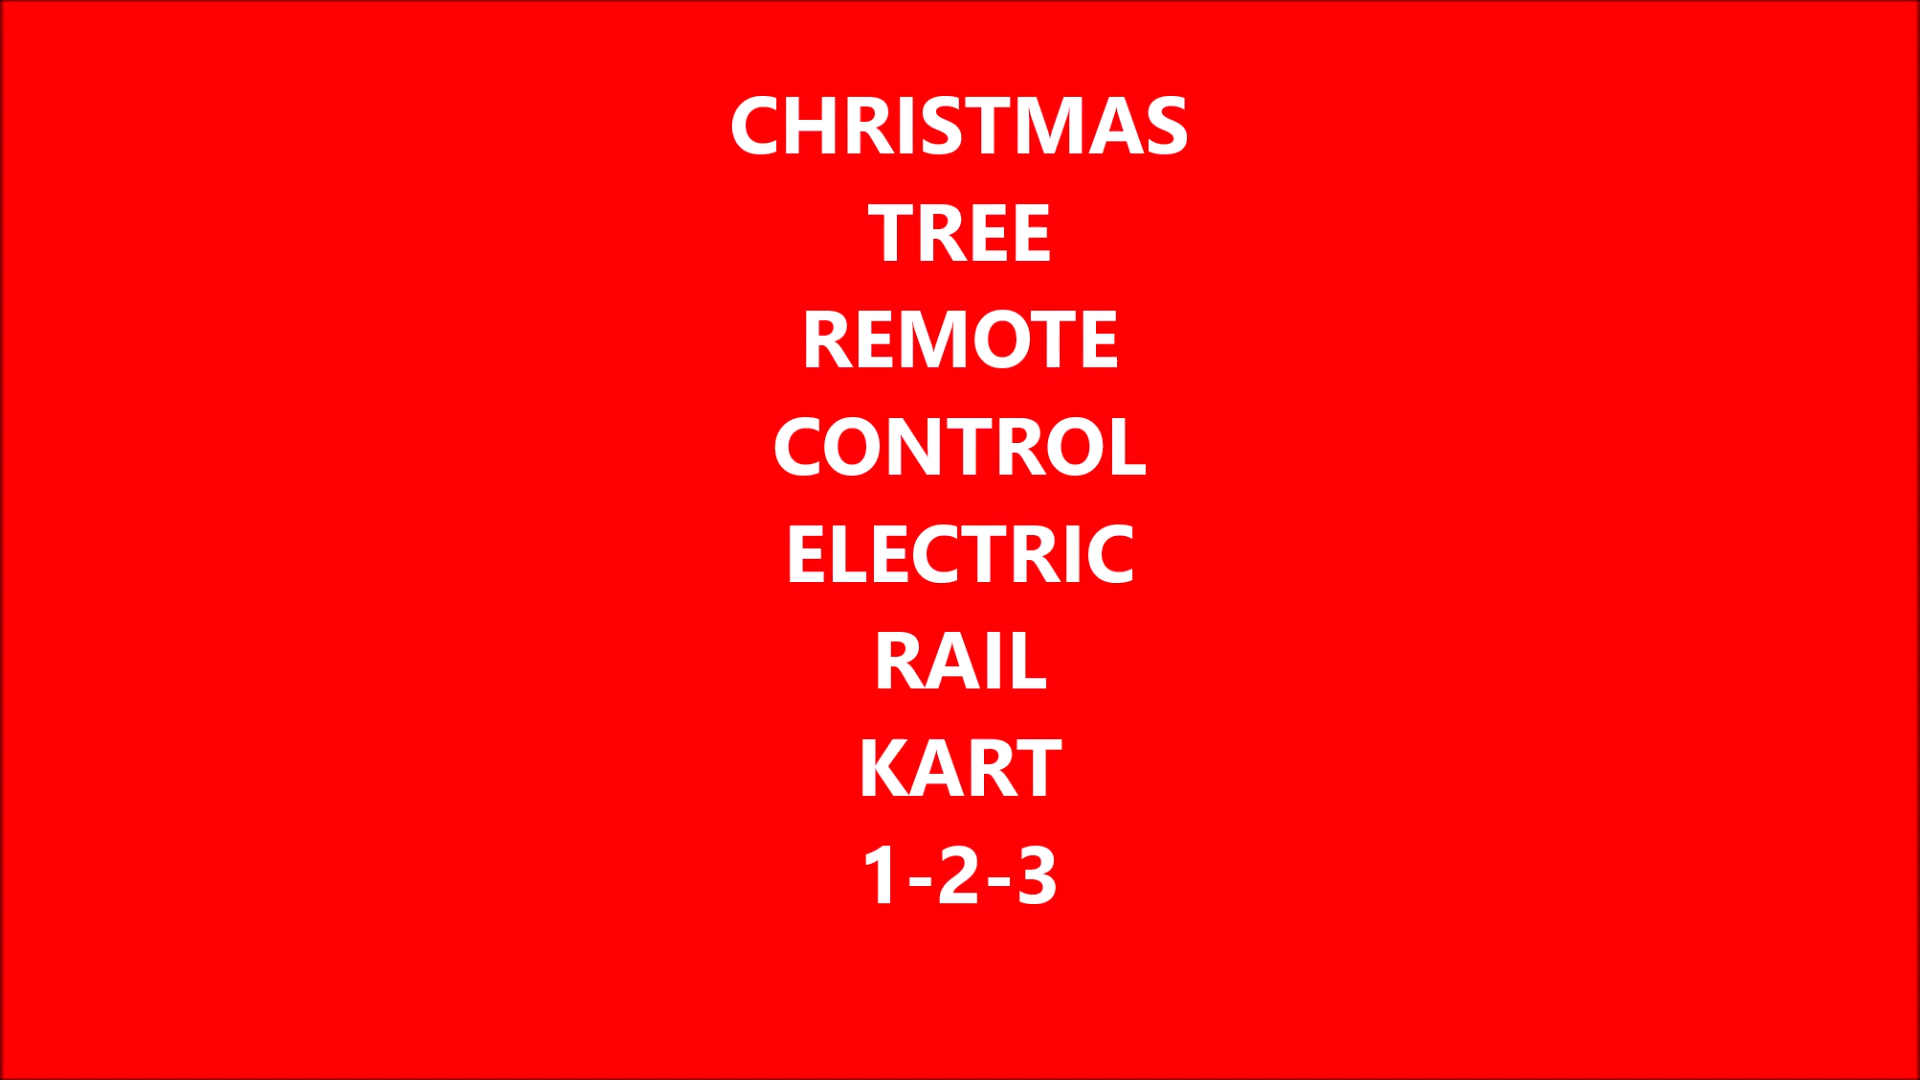 CHRISTMAS
TREE
REMOTE
CONTROL
ELECTRIC
RAIL
KART
1-2-3